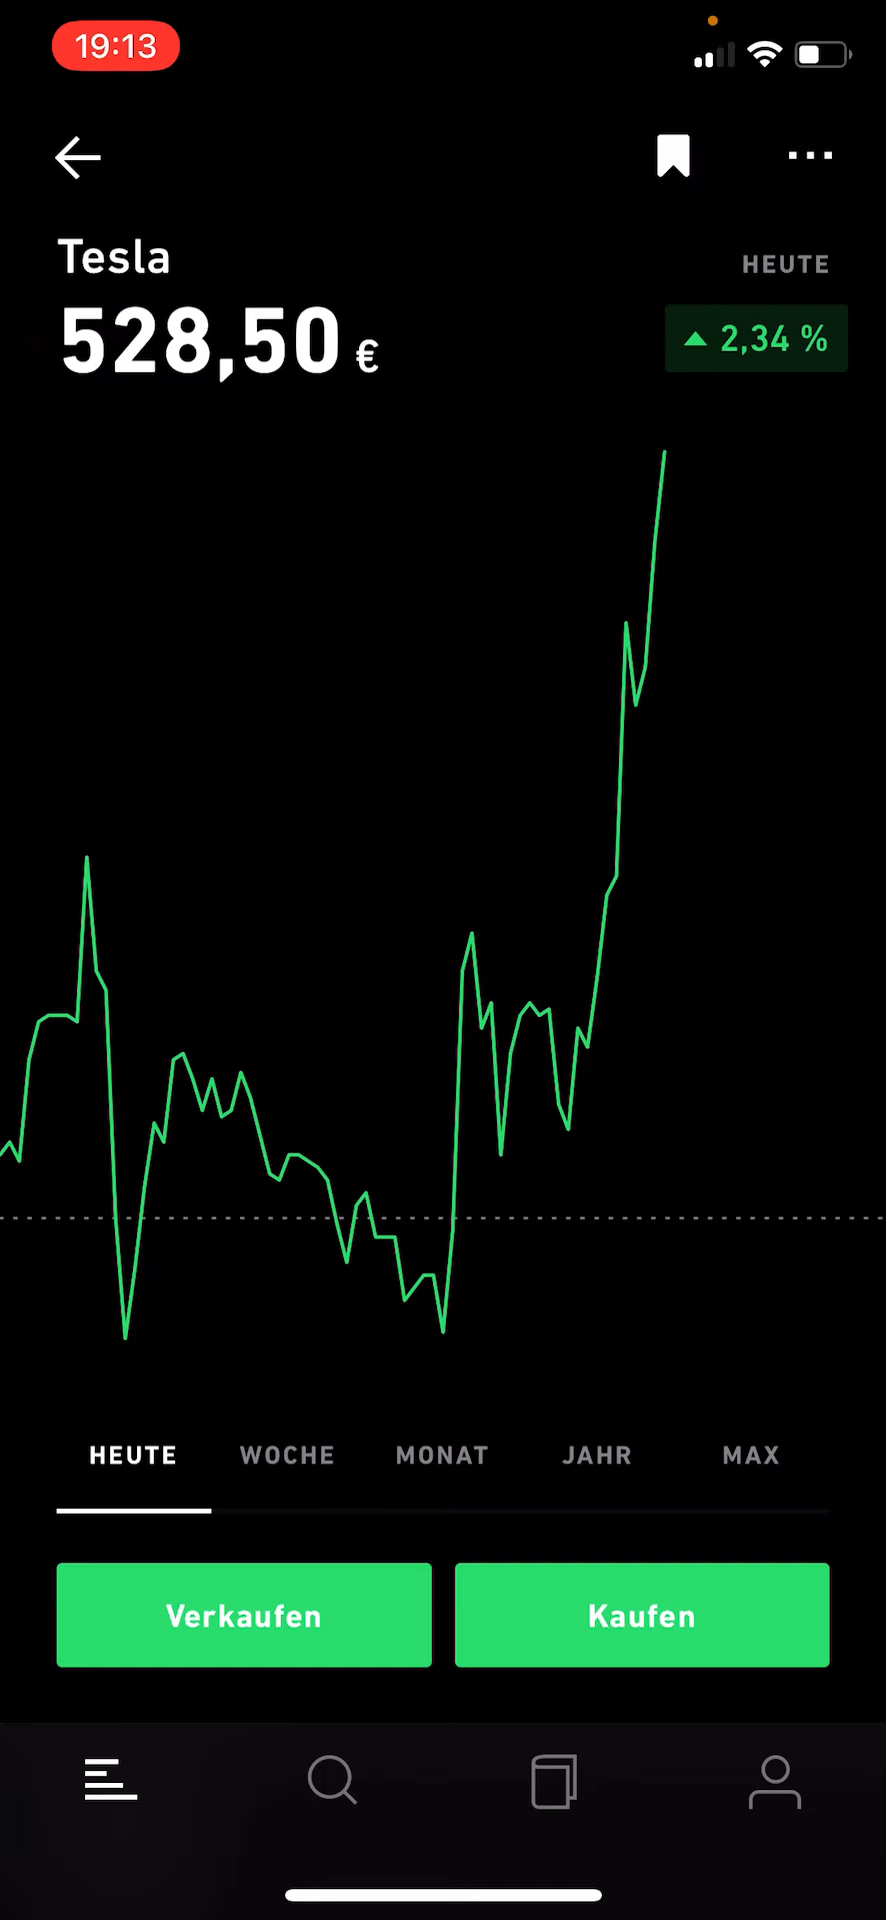 19:13
Tesla
HEUTE
528,50 €
2,34 %
HEUTE WOCHE MONAT JAHR MAX
Verkaufen Kaufen